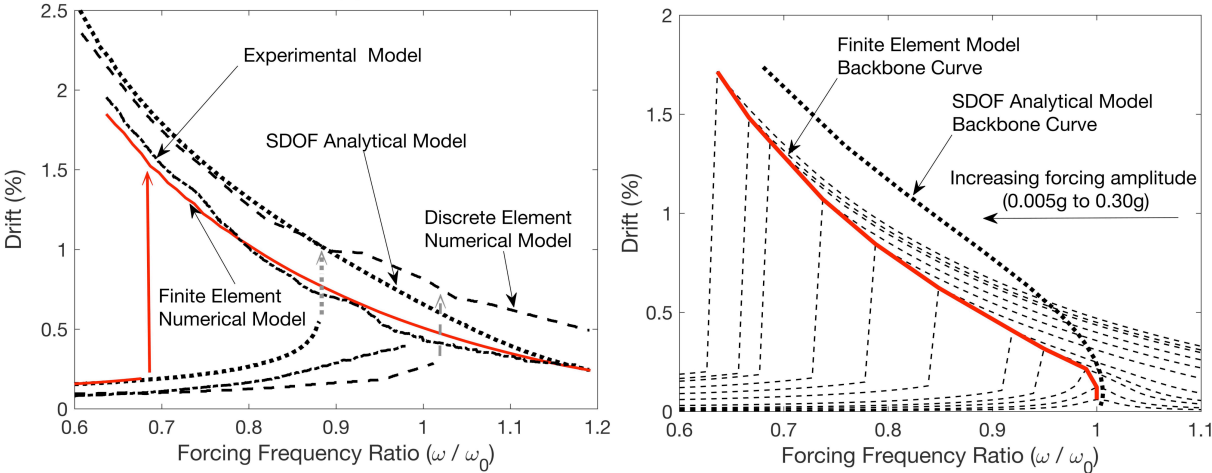 2.5
2
1.5
1
0.5
0
Drift (%)
Experimental Model
SDOF Analytical Model
Discrete Element
Numerical Model
Finite Element
Numerical Model
0.6 0.7 0.8 0.9 1 1.1 1.2
Forcing Frequency Ratio (ω / ω0)
2
1.5
1
0.5
0
Drift (%)
Finite Element Model
Backbone Curve
SDOF Analytical Model
Backbone Curve
Increasing forcing amplitude
(0.005g to 0.30g)
0.6 0.7 0.8 0.9 1 1.1
Forcing Frequency Ratio (ω / ω0)